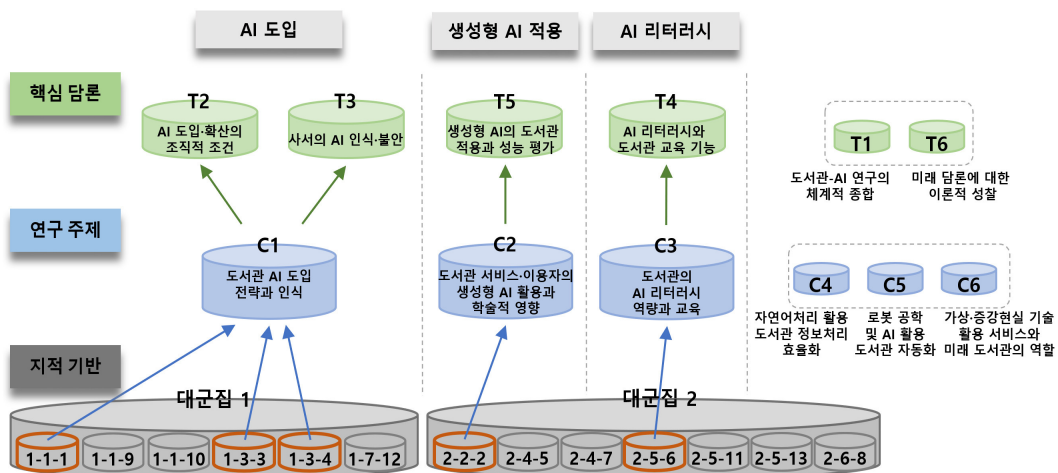 AI 도입
생성형 AI 적용
AI 리터러시
핵심 담론
T2
AI 도입·확산의
조직적 조건
T3
사서의 AI 인식·불안
T5
생성형 AI의 도서관
적용과 성능 평가
T4
AI 리터러시와
도서관 교육 기능
T1
도서관-AI 연구의
체계적 종합
T6
미래 담론에 대한
이론적 성찰
연구 주제
C1
도서관 AI 도입
전략과 인식
C2
도서관 서비스·이용자의
생성형 AI 활용과
학술적 영향
C3
도서관의
AI 리터러시
역량과 교육
C4
자연어처리 활용
도서관 정보처리
효율화
C5
로봇 공학
및 AI 활용
도서관 자동화
C6
가상·증강현실 기술
활용 서비스와
미래 도서관의 역할
지적 기반
대군집 1
1-1-1
1-1-9
1-1-10
1-3-3
1-3-4
1-7-12
대군집 2
2-2-2
2-4-5
2-4-7
2-5-6
2-5-11
2-5-13
2-6-8